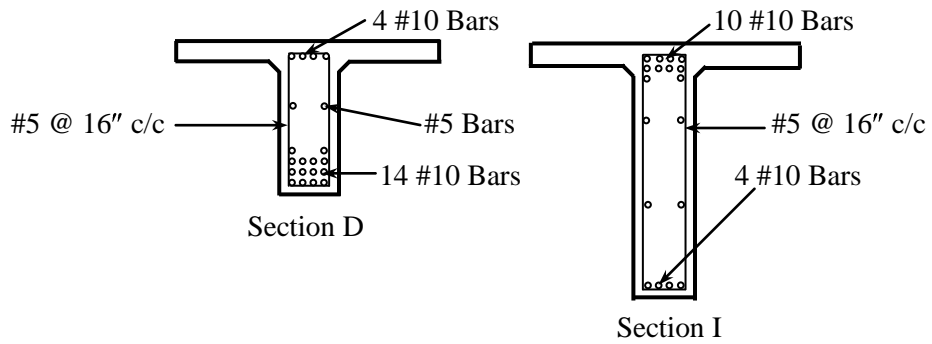 4 #10 Bars
#5 @ 16″ c/c
#5 Bars
14 #10 Bars
Section D
10 #10 Bars
#5 @ 16″ c/c
4 #10 Bars
Section I